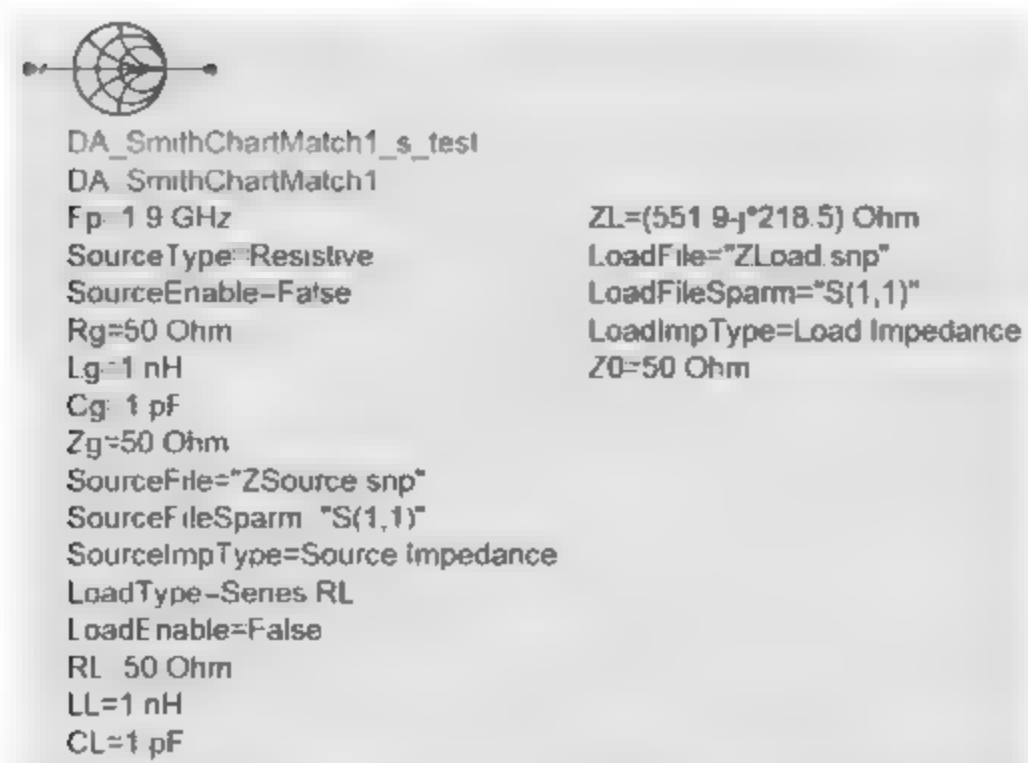 DA_SmithChartMatch1_s_test
DA_SmithChartMatch1
Fp=1.9 GHz
SourceType=Resistive
SourceEnable=False
Rg=50 Ohm
Lg=1 nH
Cg=1 pF
Zg=50 Ohm
SourceFile="ZSource.snp"
SourceFileSparm="S(1,1)"
SourceImpType=Source Impedance
LoadType=Series RL
LoadEnable=False
RL=50 Ohm
LL=1 nH
CL=1 pF
ZL=(551.9-j*218.5) Ohm
LoadFile="ZLoad.snp"
LoadFileSparm="S(1,1)"
LoadImpType=Load Impedance
Z0=50 Ohm